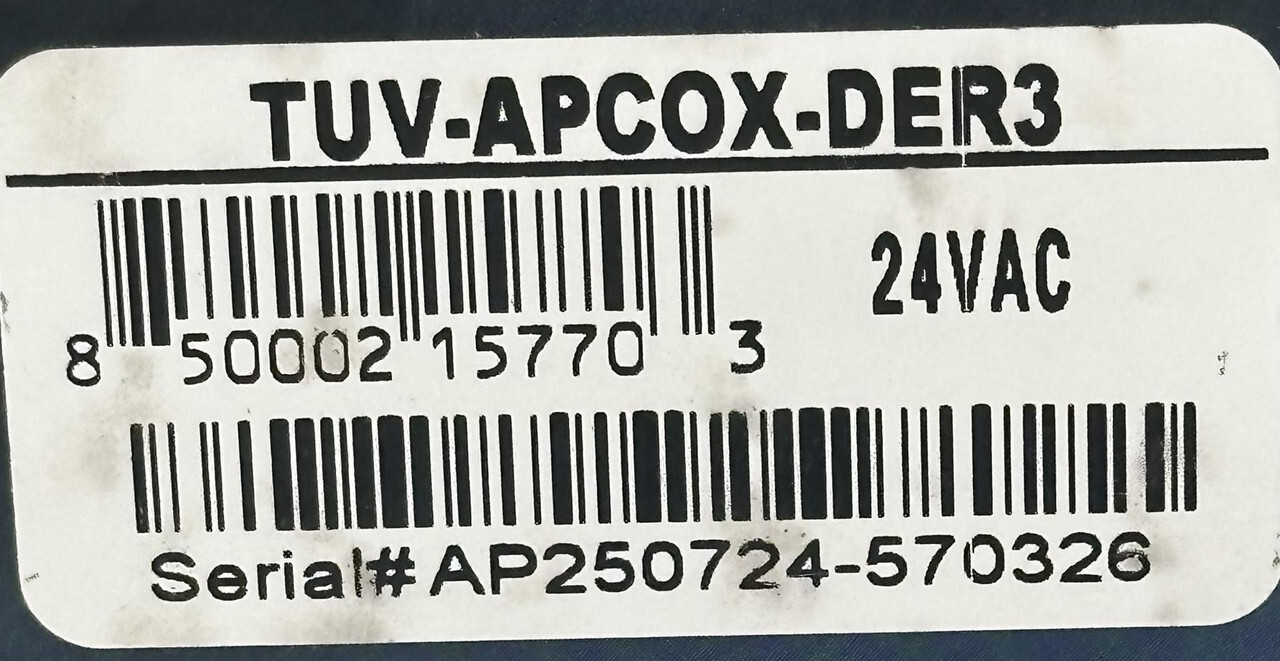 TUV-APCOX-DER3
24VAC
8 50002 15770 3
Serial# AP250724-570326